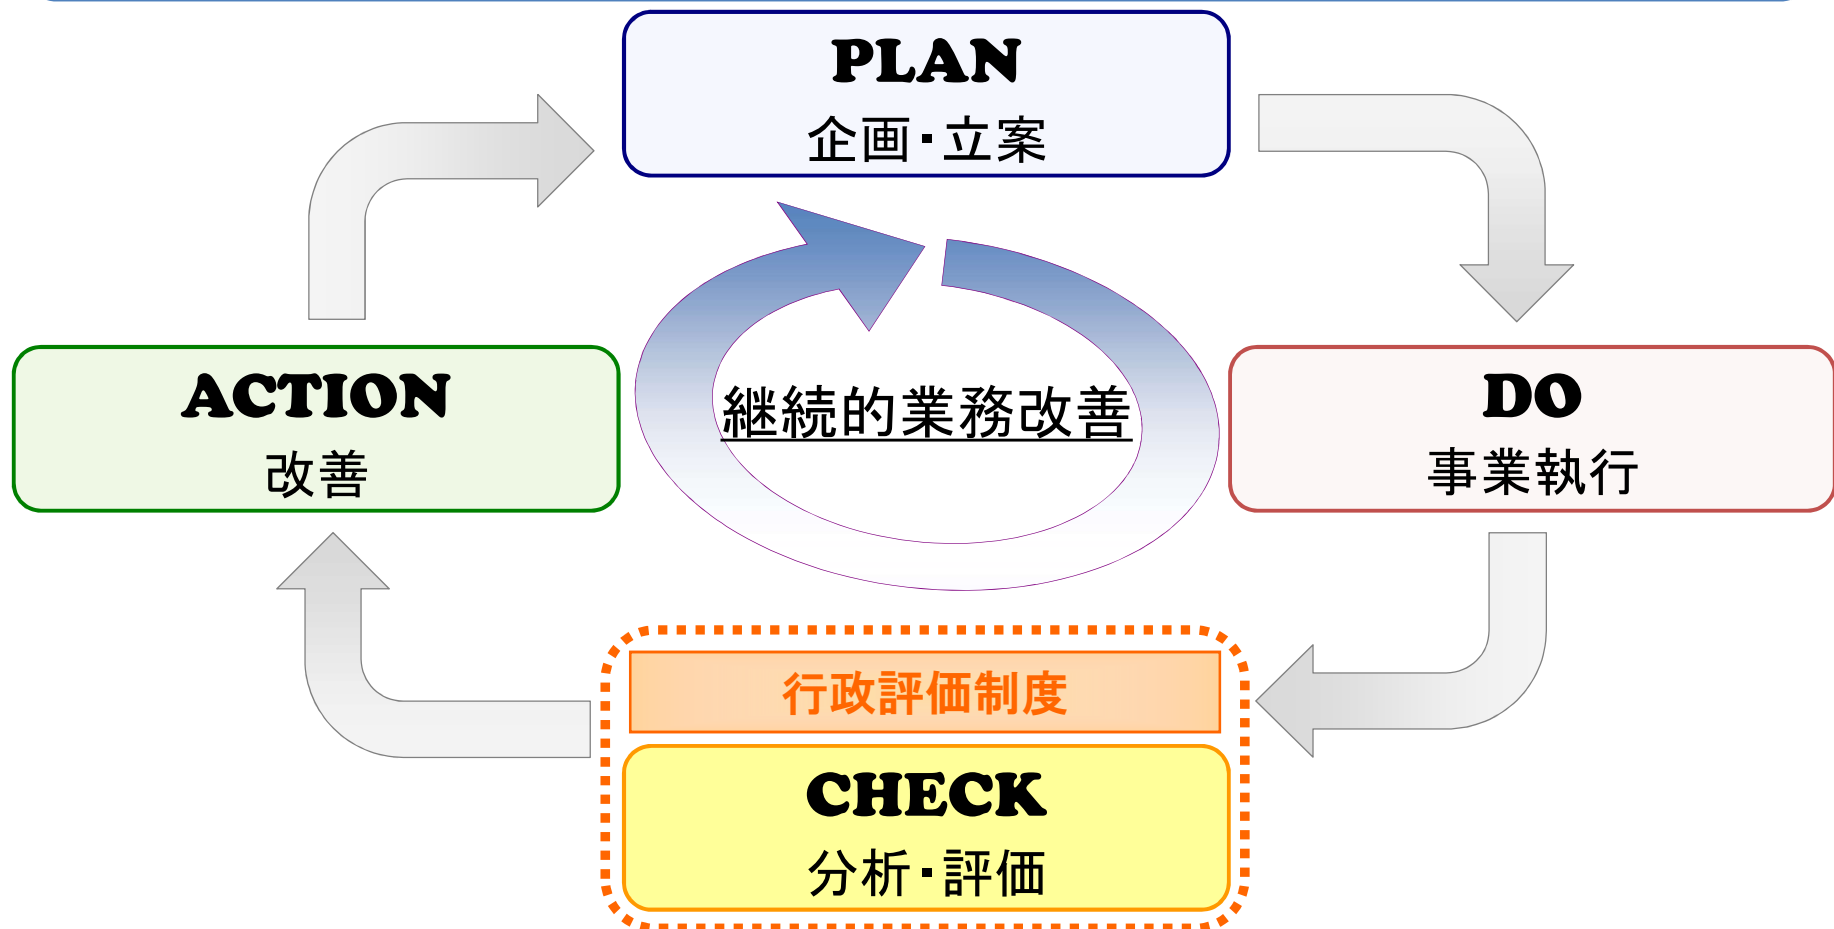 PLAN
企画・立案
ACTION
改善
継続的業務改善
DO
事業執行
行政評価制度
CHECK
分析・評価